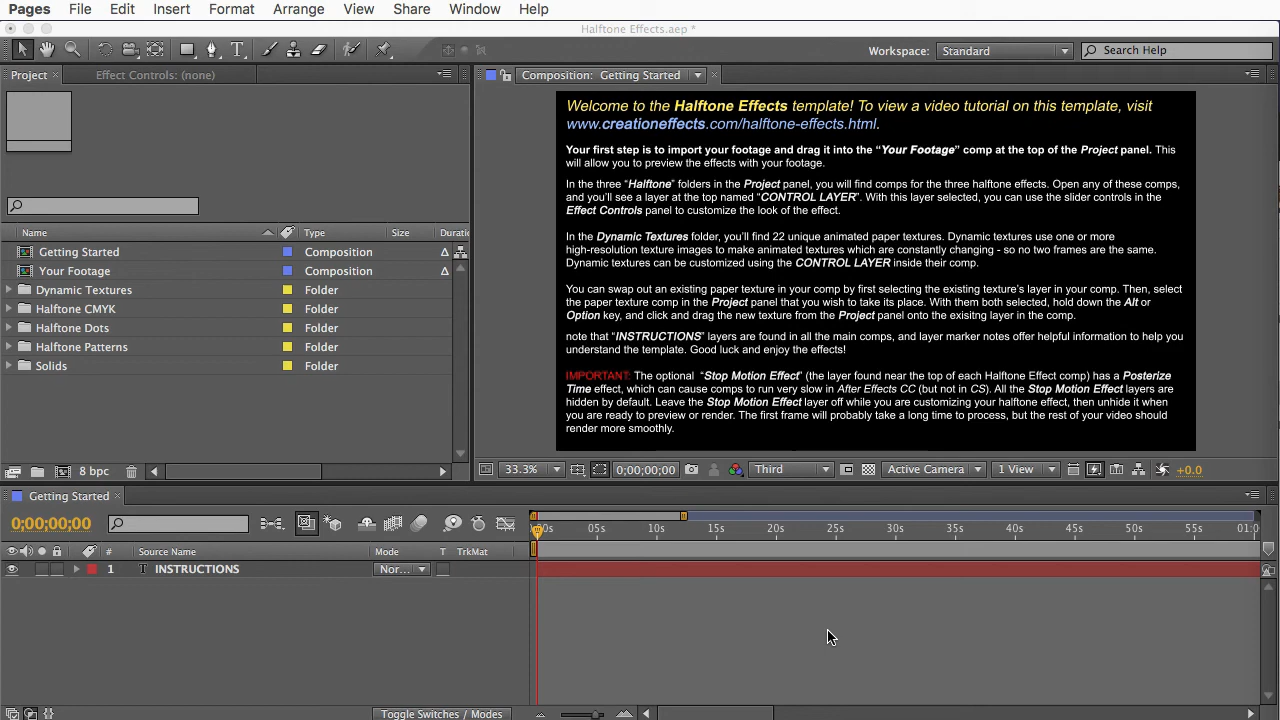 Pages File Edit Insert Format Arrange View Share Window Help
Halftone Effects.aep *
Workspace: Standard Search Help
Project Effect Controls: (none)
Composition: Getting Started
Welcome to the Halftone Effects template! To view a video tutorial on this template, visit
www.creationeffects.com/halftone-effects.html.
Your first step is to import your footage and drag it into the “Your Footage” comp at the top of the Project panel. This
will allow you to preview the effects with your footage.
In the three “Halftone” folders in the Project panel, you will find comps for the three halftone effects. Open any of these comps,
and you'll see a layer at the top named “CONTROL LAYER”. With this layer selected, you can use the slider controls in the
Effect Controls panel to customize the look of the effect.
In the Dynamic Textures folder, you'll find 22 unique animated paper textures. Dynamic textures use one or more
high-resolution texture images to make animated textures which are constantly changing - so no two frames are the same.
Dynamic textures can be customized using the CONTROL LAYER inside their comp.
You can swap out an existing paper texture in your comp by first selecting the existing texture's layer in your comp. Then, select
the paper texture comp in the Project panel that you wish to take its place. With them both selected, hold down the Alt or
Option key, and click and drag the new texture from the Project panel onto the exisitng layer in the comp.
note that “INSTRUCTIONS” layers are found in all the main comps, and layer marker notes offer helpful information to help you
understand the template. Good luck and enjoy the effects!
IMPORTANT: The optional “Stop Motion Effect” (the layer found near the top of each Halftone Effect comp) has a Posterize
Time effect, which can cause comps to run very slow in After Effects CC (but not in CS). All the Stop Motion Effect layers are
hidden by default. Leave the Stop Motion Effect layer off while you are customizing your halftone effect, then unhide it when
you are ready to preview or render. The first frame will probably take a long time to process, but the rest of your video should
render more smoothly.
Name Type Size Duratic
Getting Started Composition
Your Footage Composition
Dynamic Textures Folder
Halftone CMYK Folder
Halftone Dots Folder
Halftone Patterns Folder
Solids Folder
8 bpc
33.3% 0;00;00;00 Third Active Camera 1 View +0.0
Getting Started
0;00;00;00
00s 05s 10s 15s 20s 25s 30s 35s 40s 45s 50s 55s 1:0
# Source Name Mode T TrkMat
1 T INSTRUCTIONS Nor...
Toggle Switches / Modes